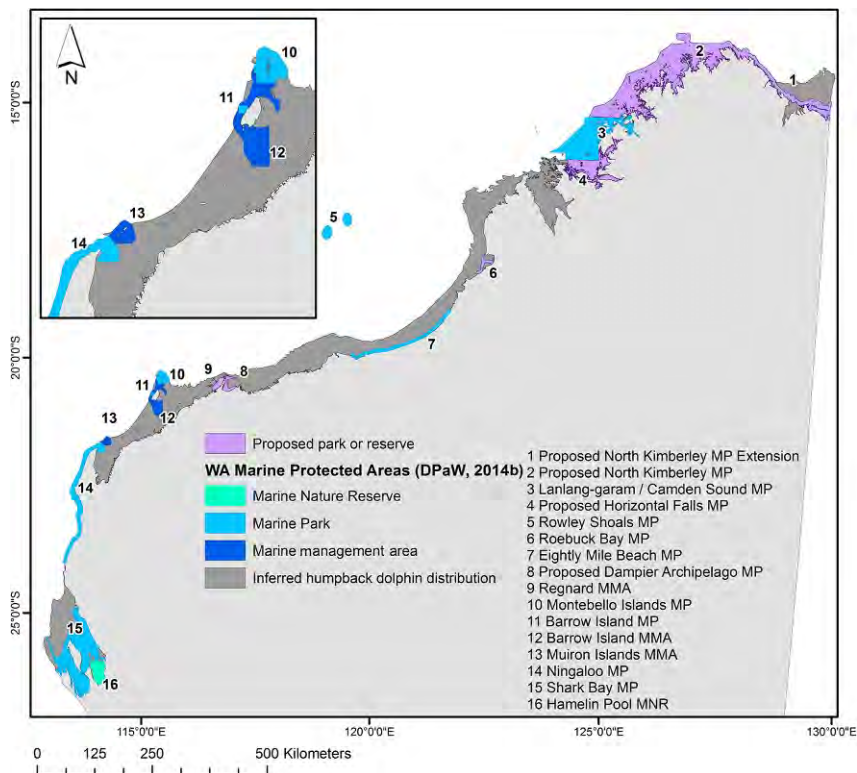 N
10
11
12
13
14
15°0'0"S
20°0'0"S
25°0'0"S
1
2
3
4
5
6
7
8
9
10
11
12
13
14
15
16
Proposed park or reserve
WA Marine Protected Areas (DPaW, 2014b)
Marine Nature Reserve
Marine Park
Marine management area
Inferred humpback dolphin distribution
1 Proposed North Kimberley MP Extension
2 Proposed North Kimberley MP
3 Lanlang-garam / Camden Sound MP
4 Proposed Horizontal Falls MP
5 Rowley Shoals MP
6 Roebuck Bay MP
7 Eightly Mile Beach MP
8 Proposed Dampier Archipelago MP
9 Regnard MMA
10 Montebello Islands MP
11 Barrow Island MP
12 Barrow Island MMA
13 Muiron Islands MMA
14 Ningaloo MP
15 Shark Bay MP
16 Hamelin Pool MNR
115°0'0"E 120°0'0"E 125°0'0"E 130°0'0"E
0 125 250 500 Kilometers